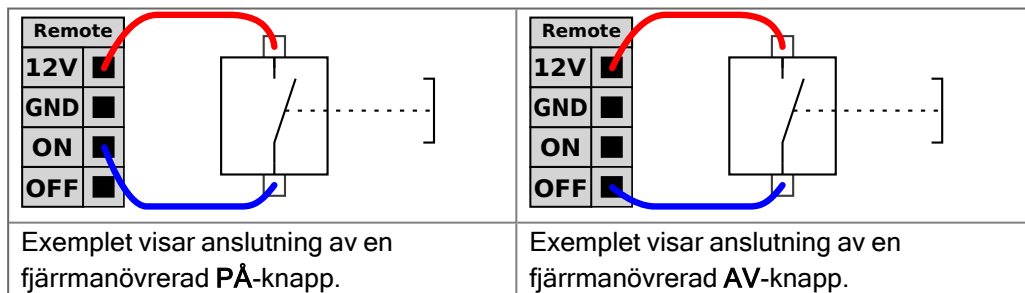 Remote
12V
GND
ON
OFF
Exemplet visar anslutning av en
fjärrmanövrerad PÅ-knapp.
Remote
12V
GND
ON
OFF
Exemplet visar anslutning av en
fjärrmanövrerad AV-knapp.